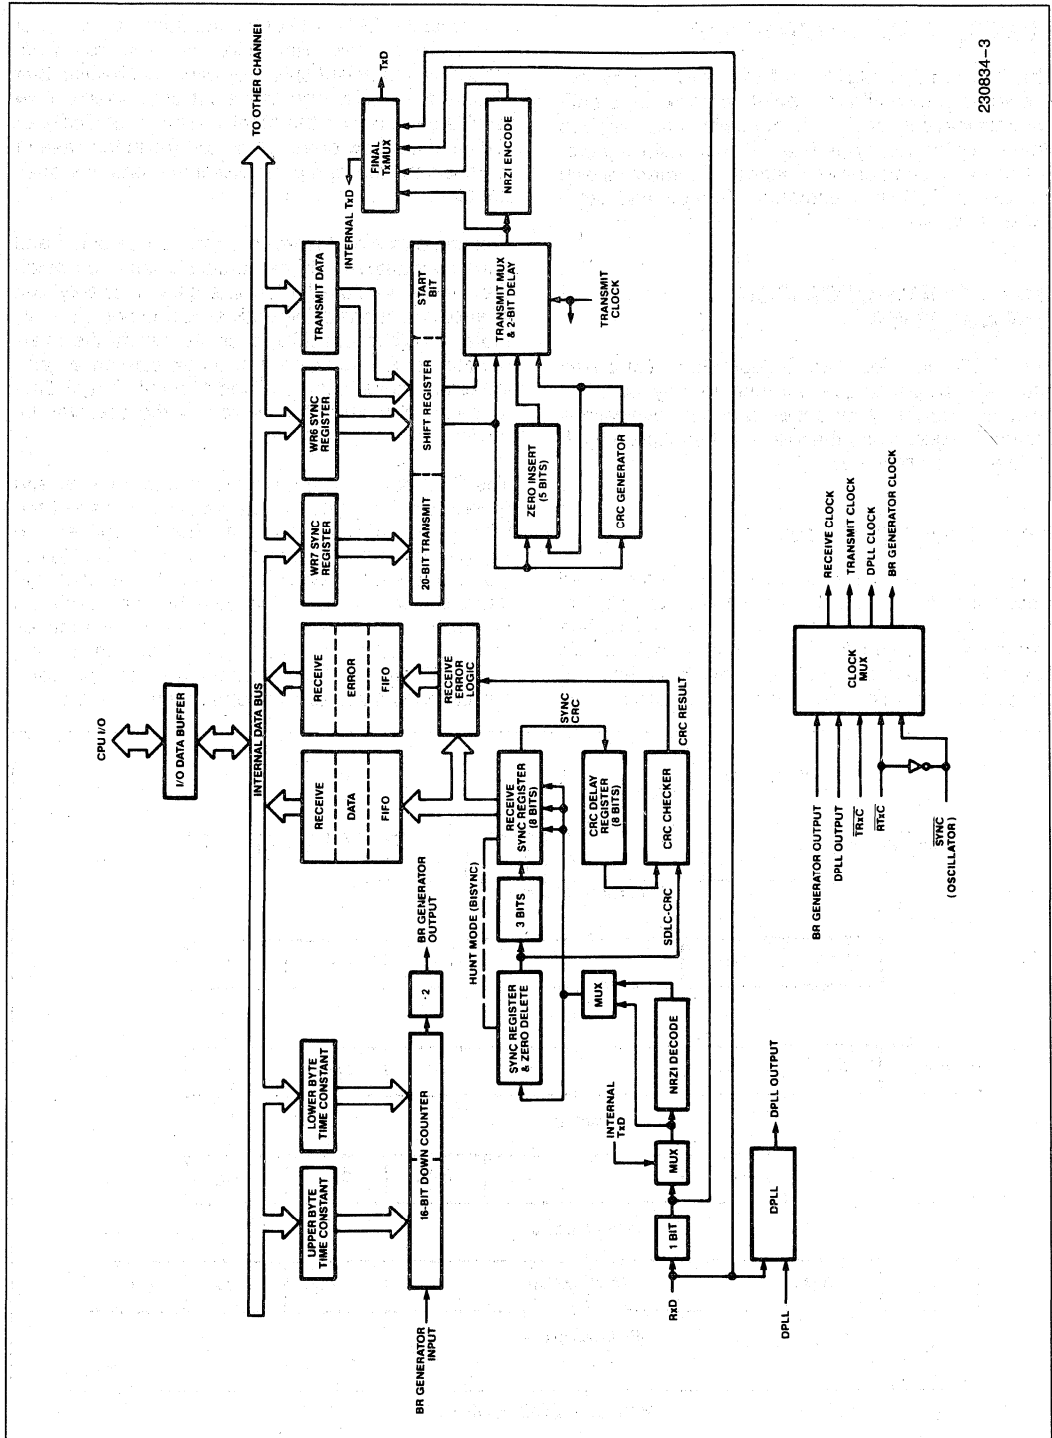 230834–3
CPU I/O
I/O DATA BUFFER
INTERNAL DATA BUS
TO OTHER CHANNEL
UPPER BYTE
TIME CONSTANT
LOWER BYTE
TIME CONSTANT
16-BIT DOWN COUNTER
BR GENERATOR
INPUT
·2
BR GENERATOR
OUTPUT
RECEIVE
DATA
FIFO
RECEIVE
ERROR
FIFO
RECEIVE
ERROR
LOGIC
WR7 SYNC
REGISTER
WR6 SYNC
REGISTER
TRANSMIT DATA
20-BIT TRANSMIT
SHIFT REGISTER
START
BIT
INTERNAL TxD
FINAL
TxMUX
TxD
NRZI ENCODE
TRANSMIT MUX
& 2-BIT DELAY
TRANSMIT
CLOCK
ZERO INSERT
(5 BITS)
CRC GENERATOR
HUNT MODE (BISYNC)
SYNC REGISTER
& ZERO DELETE
3 BITS
RECEIVE
SYNC REGISTER
(8 BITS)
SYNC
CRC
CRC DELAY
REGISTER
(8 BITS)
CRC CHECKER
CRC RESULT
SDLC-CRC
MUX
NRZI DECODE
INTERNAL
TxD
MUX
1 BIT
RxD
DPLL
DPLL
DPLL OUTPUT
BR GENERATOR OUTPUT
DPLL OUTPUT
TRxC
RTxC
SYNC
(OSCILLATOR)
CLOCK
MUX
RECEIVE CLOCK
TRANSMIT CLOCK
DPLL CLOCK
BR GENERATOR CLOCK